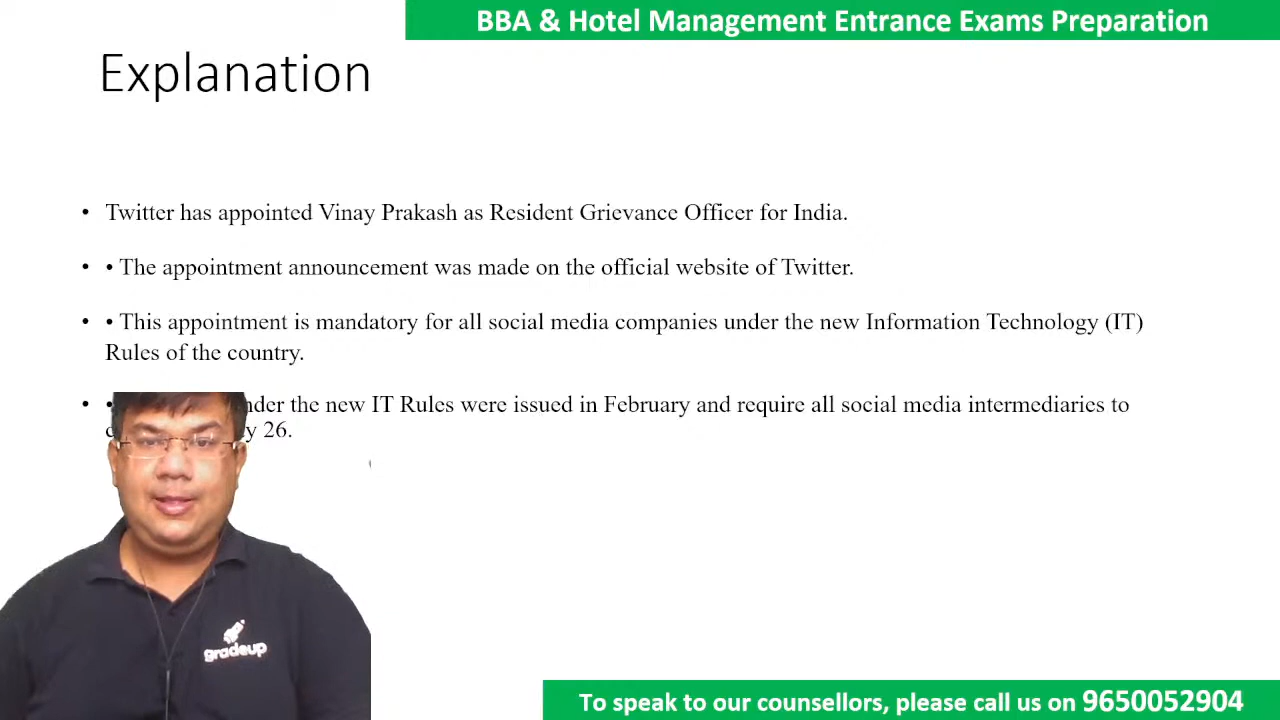 BBA & Hotel Management Entrance Exams Preparation
Explanation
• Twitter has appointed Vinay Prakash as Resident Grievance Officer for India.
• • The appointment announcement was made on the official website of Twitter.
• • This appointment is mandatory for all social media companies under the new Information Technology (IT)
Rules of the country.
• • the new IT Rules were issued in February and require all social media intermediaries to
26.
gradeup
To speak to our counsellors, please call us on 9650052904